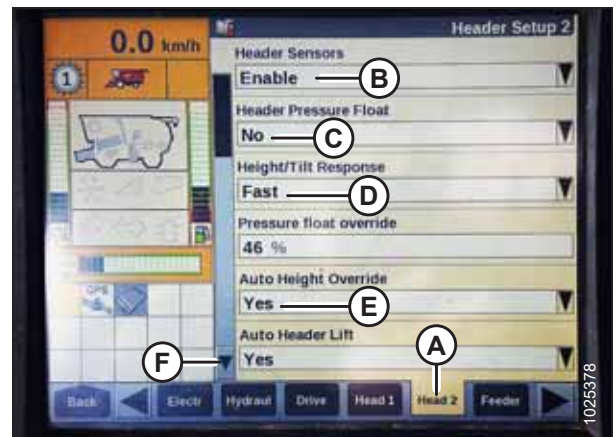 0.0 km/h
Header Setup 2
1
Header Sensors
Enable
B
Header Pressure Float
No
C
Height/Tilt Response
Fast
D
Pressure float override
46 %
Auto Height Override
Yes
E
Auto Header Lift
Yes
F
A
GPS
Back
Electr
Hydraul
Drive
Head 1
Head 2
Feeder
1025378